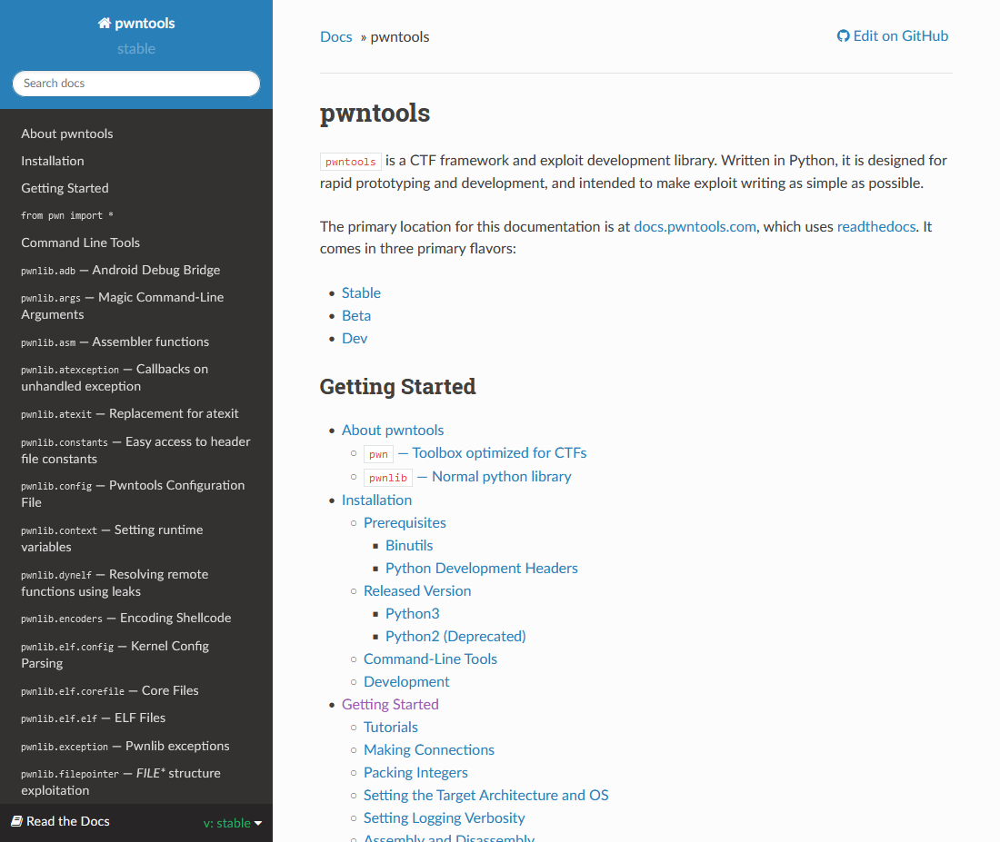 pwntools
stable
Search docs
About pwntools
Installation
Getting Started
from pwn import *
Command Line Tools
pwnlib.adb — Android Debug Bridge
pwnlib.args — Magic Command-Line
Arguments
pwnlib.asm — Assembler functions
pwnlib.atexception — Callbacks on
unhandled exception
pwnlib.atexit — Replacement for atexit
pwnlib.constants — Easy access to header
file constants
pwnlib.config — Pwntools Configuration
File
pwnlib.context — Setting runtime
variables
pwnlib.dynelf — Resolving remote
functions using leaks
pwnlib.encoders — Encoding Shellcode
pwnlib.elf.config — Kernel Config
Parsing
pwnlib.elf.corefile — Core Files
pwnlib.elf.elf — ELF Files
pwnlib.exception — Pwnlib exceptions
pwnlib.filepointer — FILE* structure
exploitation
Read the Docs v: stable
Docs » pwntools
Edit on GitHub
pwntools
pwntools is a CTF framework and exploit development library. Written in Python, it is designed for
rapid prototyping and development, and intended to make exploit writing as simple as possible.
The primary location for this documentation is at docs.pwntools.com, which uses readthedocs. It
comes in three primary flavors:
• Stable
• Beta
• Dev
Getting Started
• About pwntools
○ pwn — Toolbox optimized for CTFs
○ pwnlib — Normal python library
• Installation
○ Prerequisites
▪ Binutils
▪ Python Development Headers
○ Released Version
▪ Python3
▪ Python2 (Deprecated)
○ Command-Line Tools
○ Development
• Getting Started
○ Tutorials
○ Making Connections
○ Packing Integers
○ Setting the Target Architecture and OS
○ Setting Logging Verbosity
○ Assembly and Disassembly